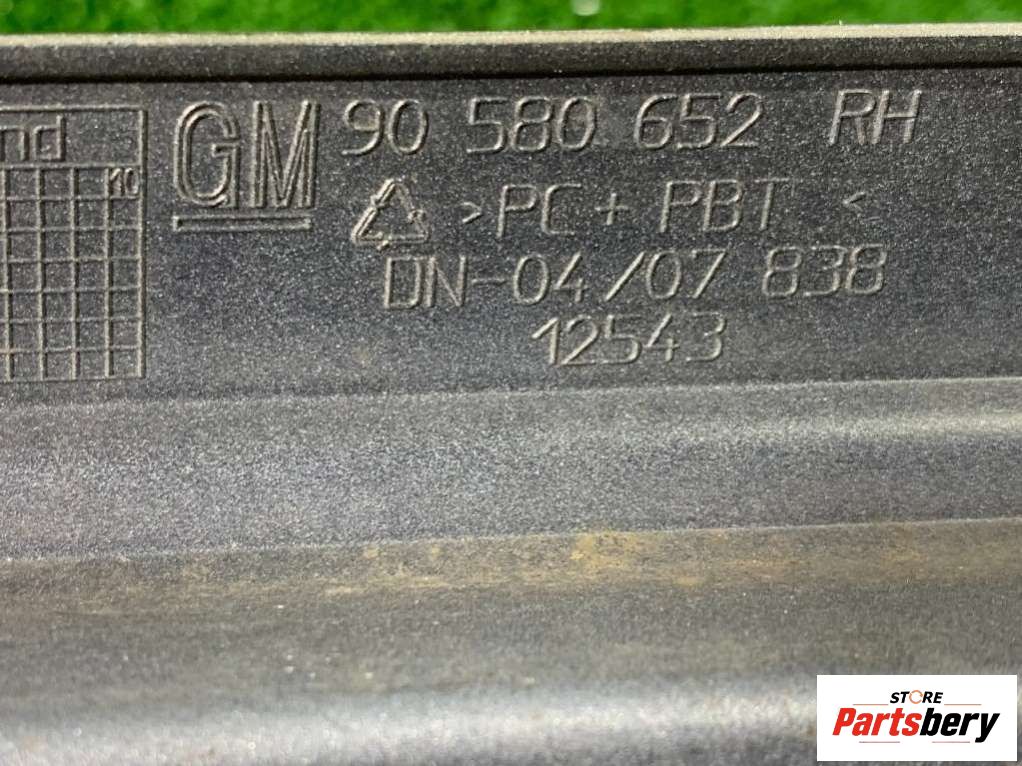 GM 90 580 652 RH
>PC + PBT<
DN-04/07 838
12543
nd
10
STORE
Partsbery